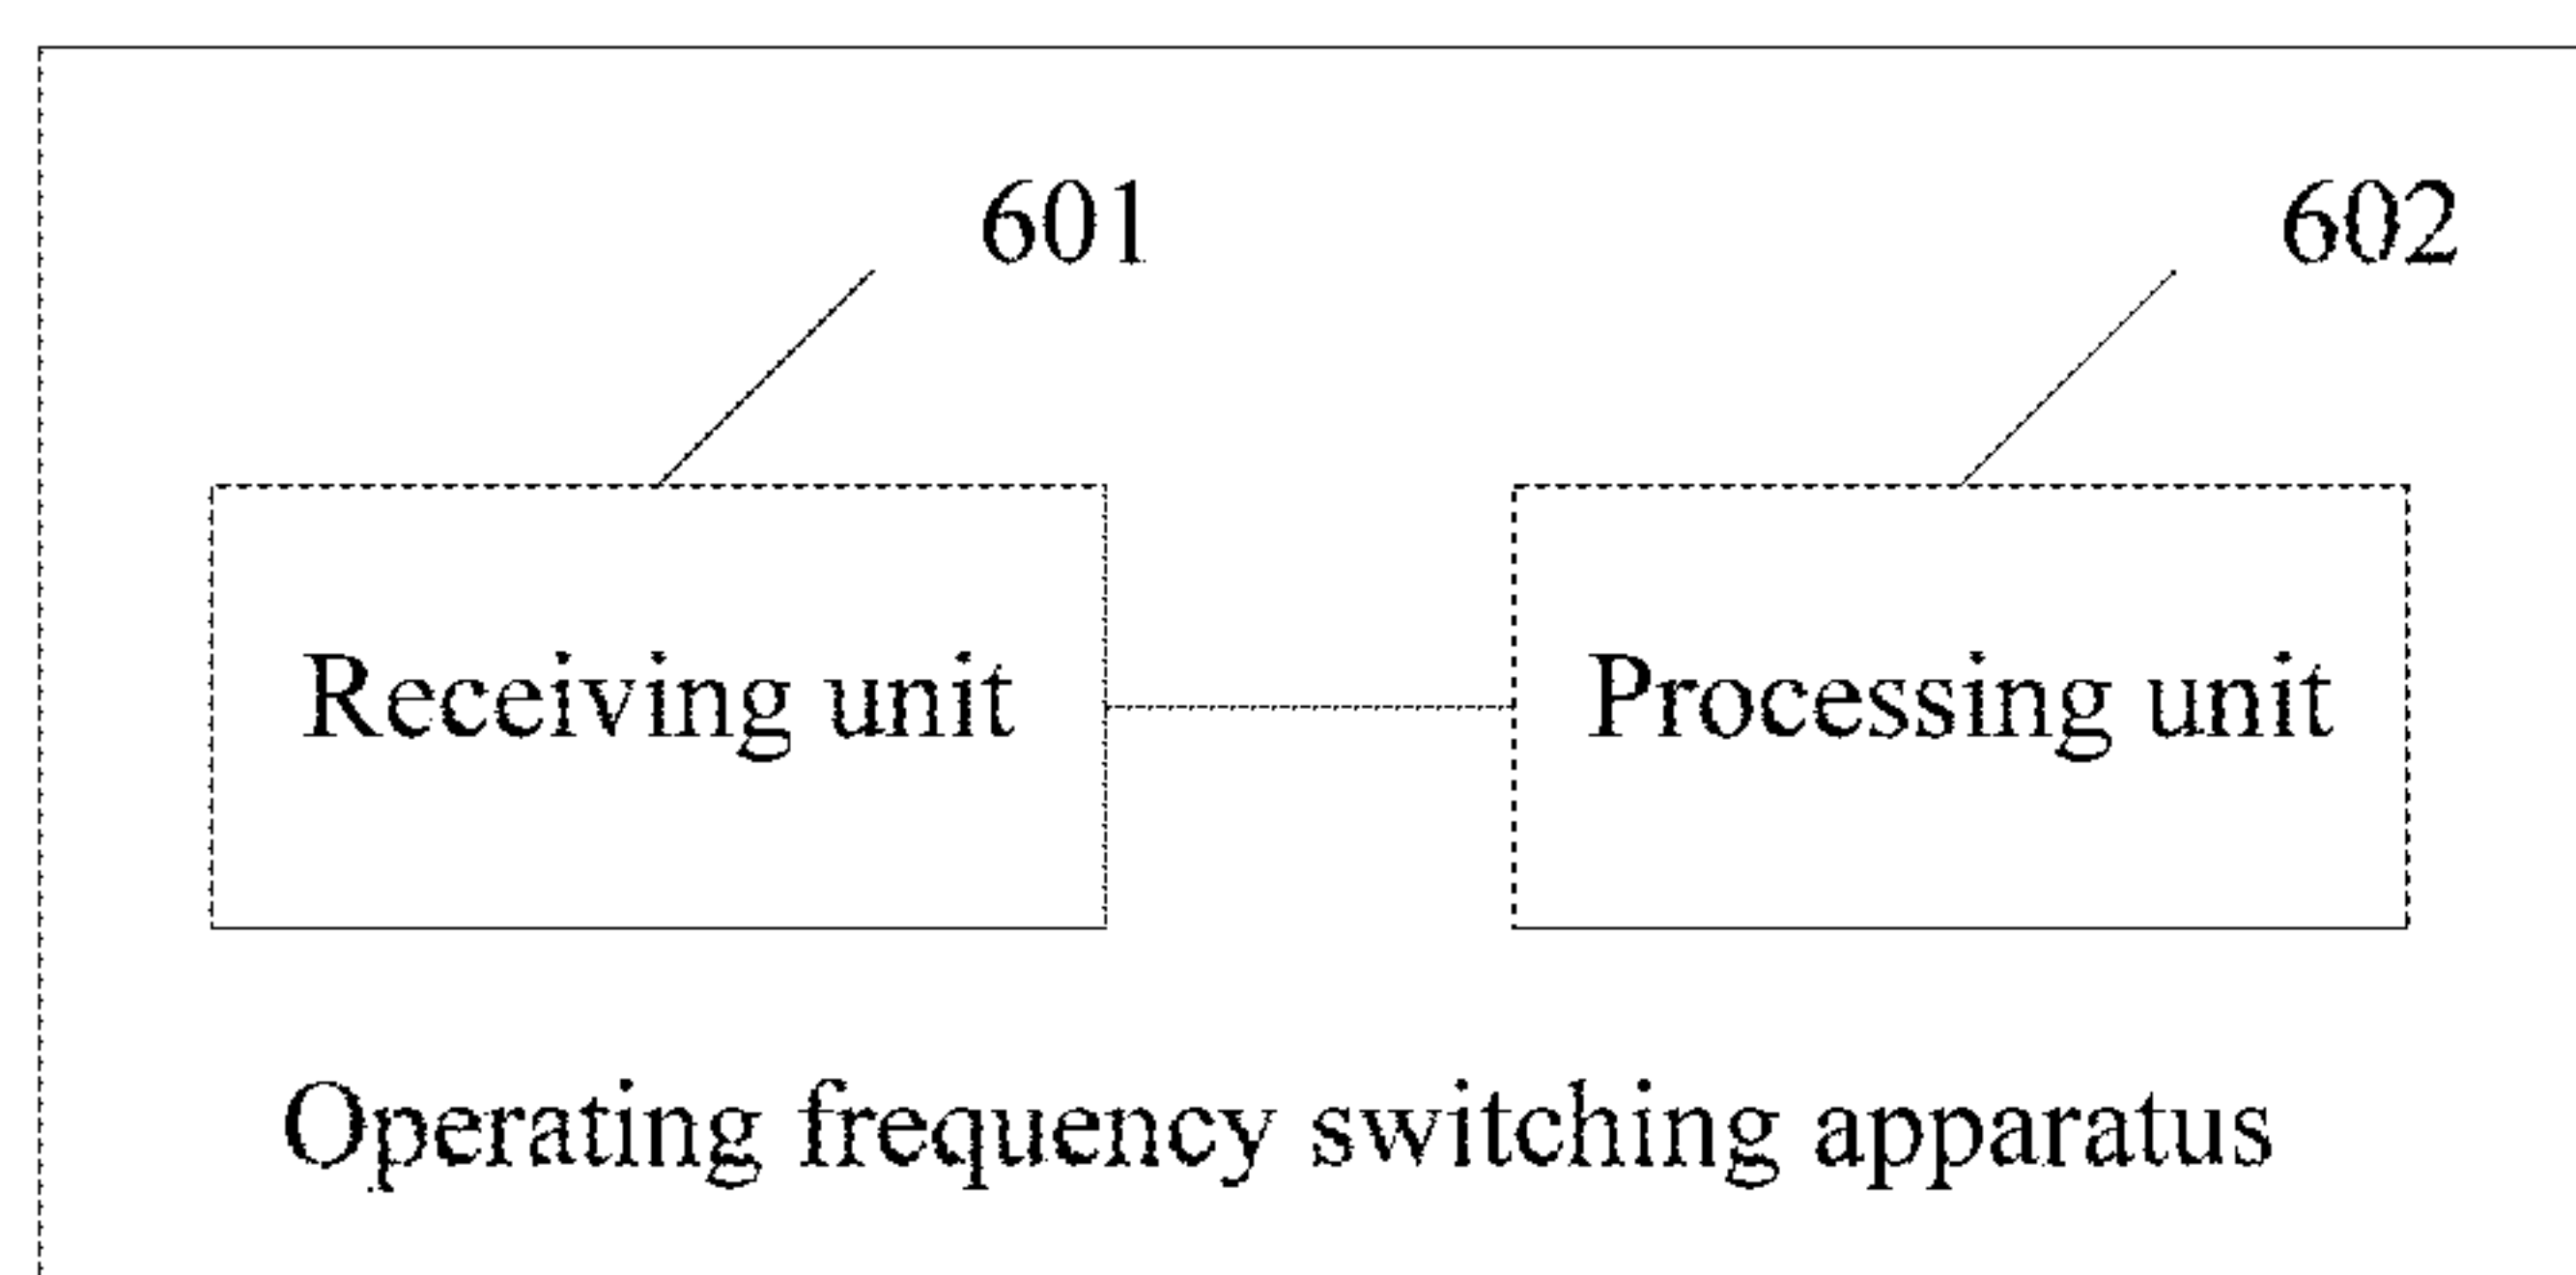 601 602
Receiving unit Processing unit
Operating frequency switching apparatus